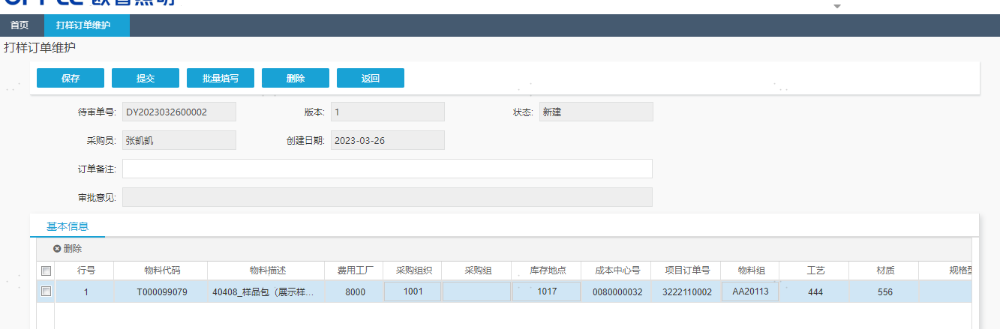 OPPLE 欧普照明
首页 打样订单维护
打样订单维护
保存 提交 批量填写 删除 返回
待审单号: DY2023032600002 版本: 1 状态: 新建
采购员: 张凯凯 创建日期: 2023-03-26
订单备注:
审批意见:
基本信息
删除
行号 物料代码 物料描述 费用工厂 采购组织 采购组 库存地点 成本中心号 项目订单号 物料组 工艺 材质 规格型
1 T000099079 40408_样品包（展示样... 8000 1001 1017 0080000032 3222110002 AA20113 444 556